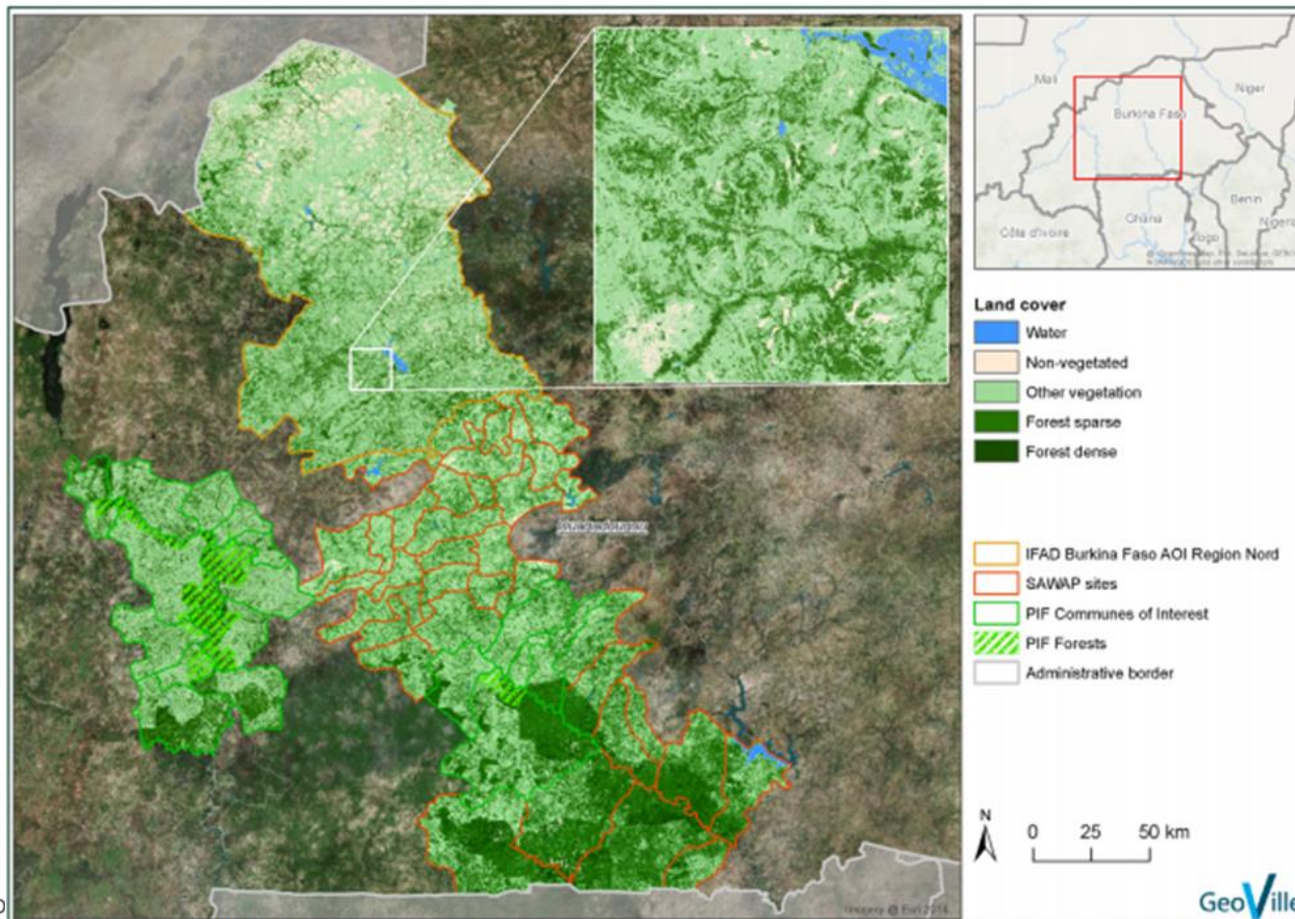 Mali
Niger
Burkina Faso
Benin
Ghana
Togo
Nigeria
Côte d'Ivoire
Land cover
Water
Non-vegetated
Other vegetation
Forest sparse
Forest dense
IFAD Burkina Faso AOI Region Nord
SAWAP sites
PIF Communes of Interest
PIF Forests
Administrative border
N
0 25 50 km
Imagery @ Esri 2014
GeoVille